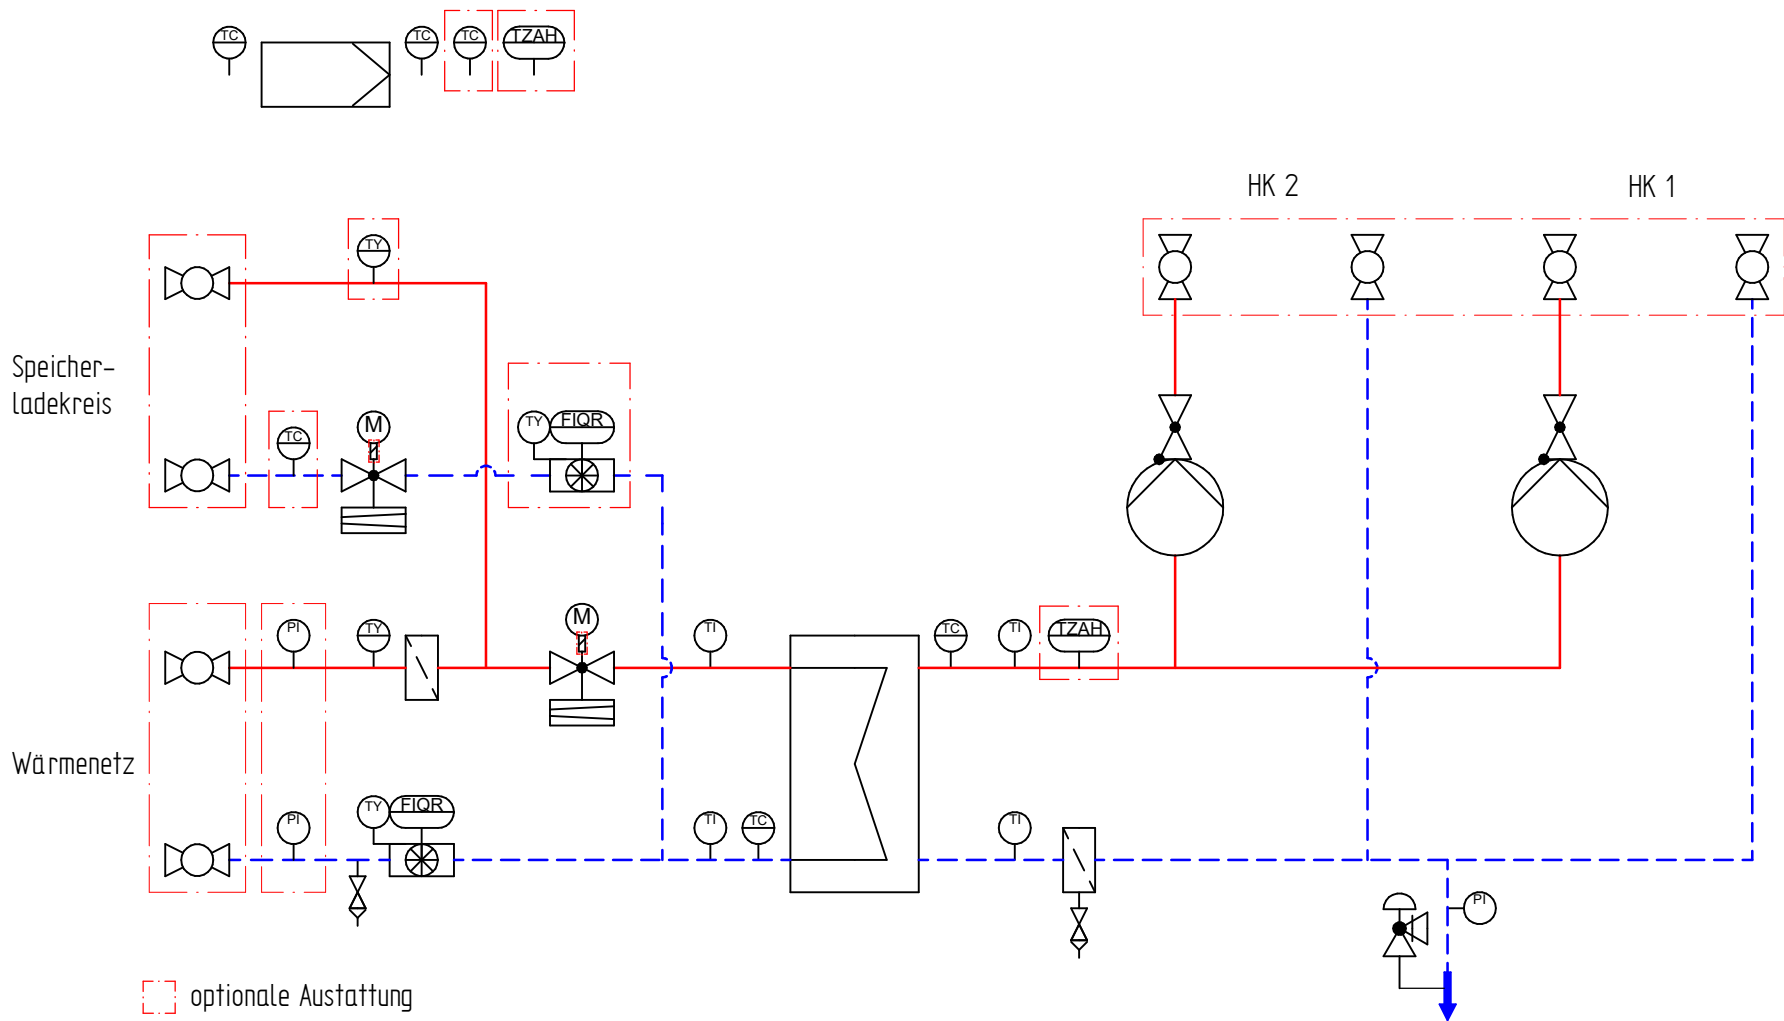 TC
TC
TC
TZAH
HK 2
HK 1
TY
Speicher-
ladekreis
TC
M
TY
FIQR
PI
TY
M
TI
TC
TI
TZAH
Wärmenetz
PI
TY
FIQR
TI
TC
TI
PI
optionale Austattung